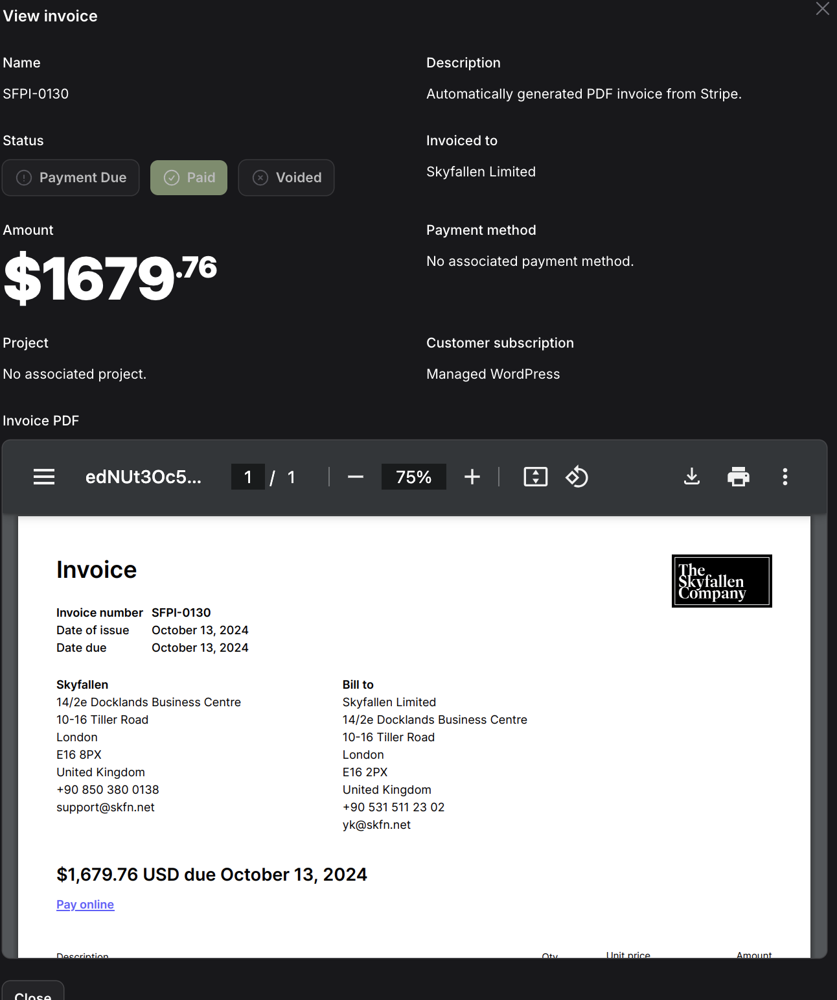 View invoice
Name
SFPI-0130
Description
Automatically generated PDF invoice from Stripe.
Status
Payment Due
Paid
Voided
Invoiced to
Skyfallen Limited
Amount
$1679.76
Payment method
No associated payment method.
Project
No associated project.
Customer subscription
Managed WordPress
Invoice PDF
edNUt3Oc5...
1 / 1
75%
Invoice
The
Skyfallen
Company
Invoice number SFPI-0130
Date of issue October 13, 2024
Date due October 13, 2024
Skyfallen
14/2e Docklands Business Centre
10-16 Tiller Road
London
E16 8PX
United Kingdom
+90 850 380 0138
support@skfn.net
Bill to
Skyfallen Limited
14/2e Docklands Business Centre
10-16 Tiller Road
London
E16 2PX
United Kingdom
+90 531 511 23 02
yk@skfn.net
$1,679.76 USD due October 13, 2024
Pay online
Description Qty Unit price Amount
Close